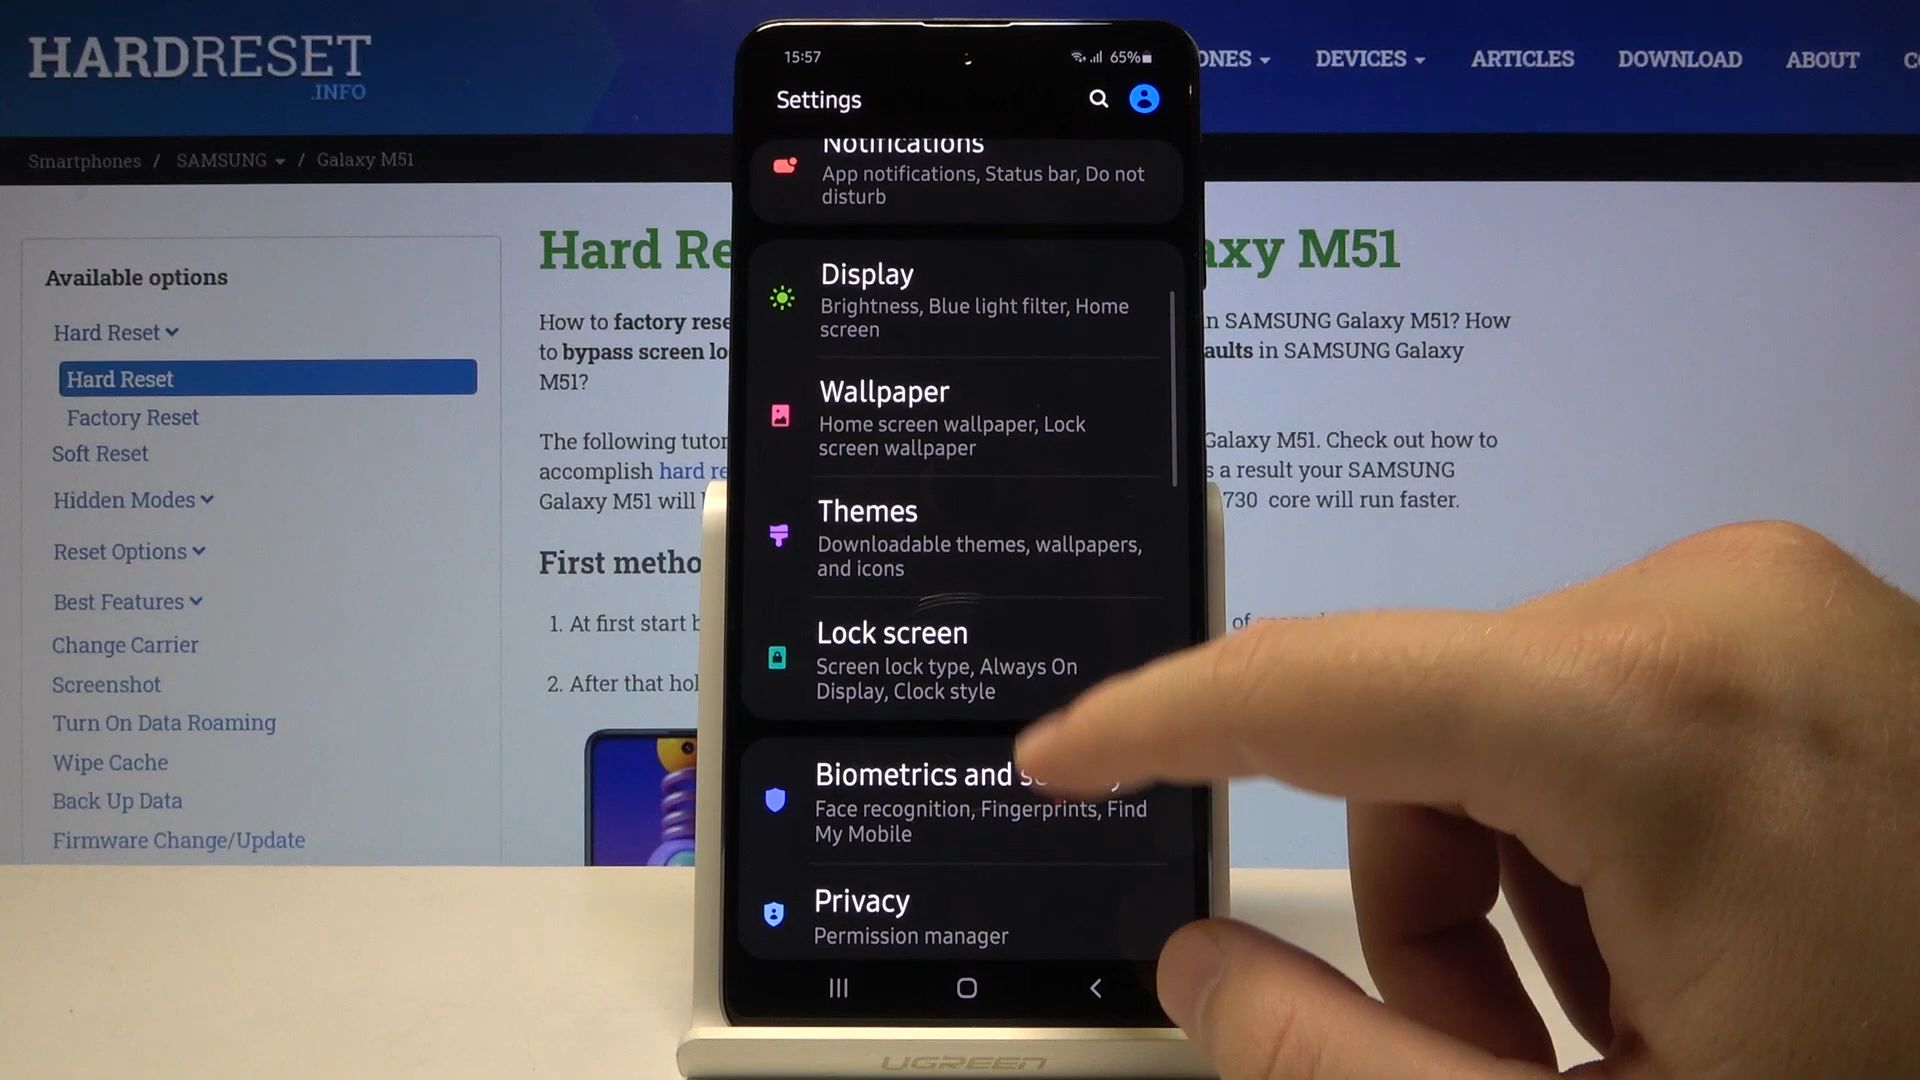 HARDRESET
.INFO
DEVICES
ARTICLES
DOWNLOAD
ABOUT
Smartphones / SAMSUNG / Galaxy M51
Available options
Hard Reset
Hard Reset
Factory Reset
Soft Reset
Hidden Modes
Reset Options
Best Features
Change Carrier
Screenshot
Turn On Data Roaming
Wipe Cache
Back Up Data
Firmware Change/Update
Hard Re
axy M51
How to factory rese
in SAMSUNG Galaxy M51? How
to bypass screen lo
aults in SAMSUNG Galaxy
M51?
The following tutor
Galaxy M51. Check out how to
accomplish hard re
s a result your SAMSUNG
Galaxy M51 will
730 core will run faster.
First metho
1. At first start
of
2. After that hol
15:57
65%
Settings
Notifications
App notifications, Status bar, Do not
disturb
Display
Brightness, Blue light filter, Home
screen
Wallpaper
Home screen wallpaper, Lock
screen wallpaper
Themes
Downloadable themes, wallpapers,
and icons
Lock screen
Screen lock type, Always On
Display, Clock style
Biometrics and
Face recognition, Fingerprints, Find
My Mobile
Privacy
Permission manager
UGREEN